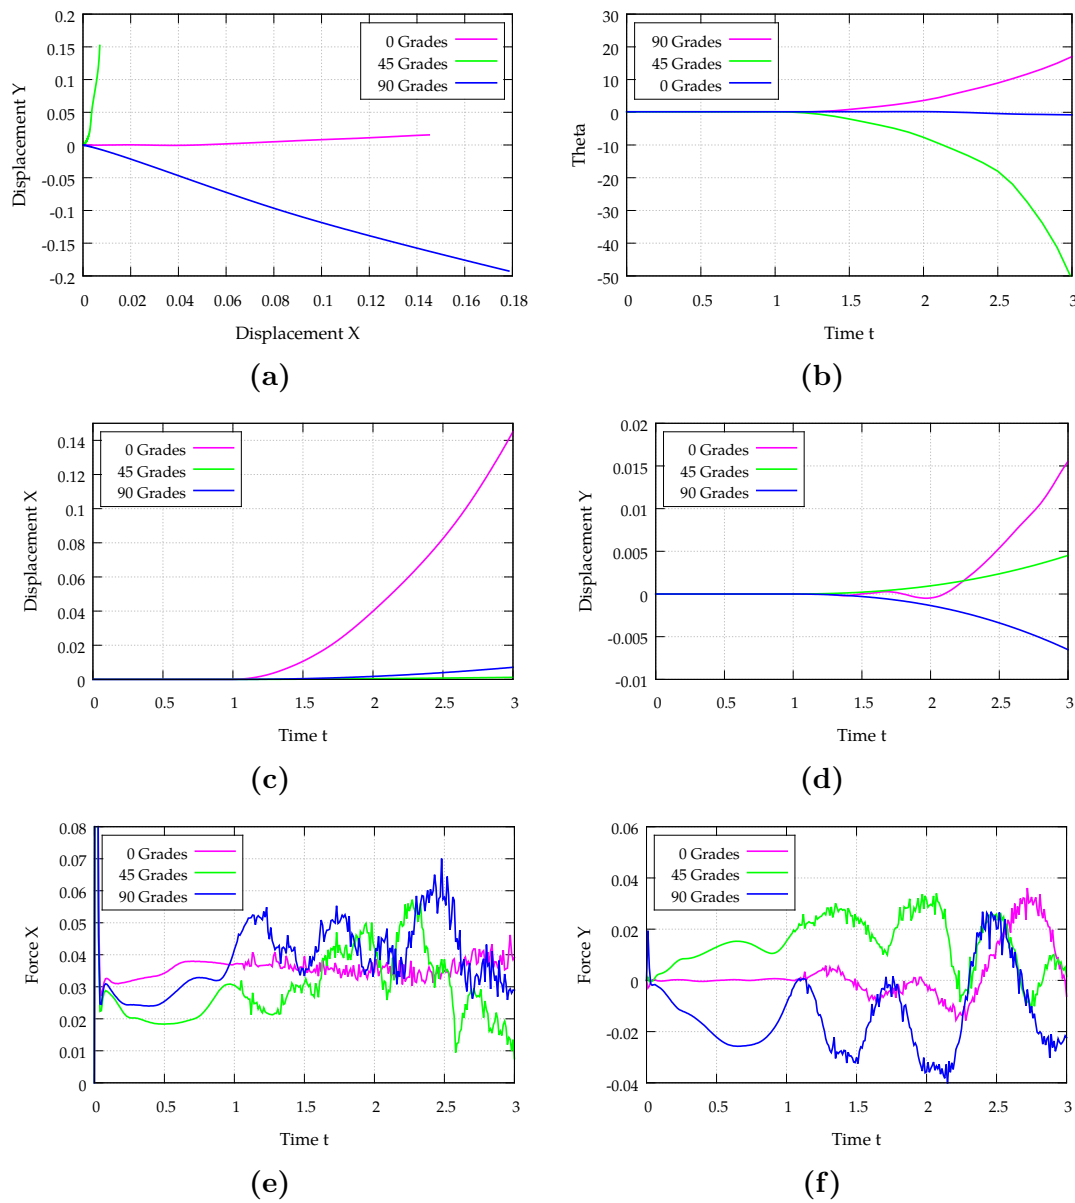 0.2
0.15
0.1
0.05
0
-0.05
-0.1
-0.15
-0.2
Displacement Y
0 Grades
45 Grades
90 Grades
0 0.02 0.04 0.06 0.08 0.1 0.12 0.14 0.16 0.18
Displacement X
(a)
30
20
10
0
-10
-20
-30
-40
-50
Theta
90 Grades
45 Grades
0 Grades
0 0.5 1 1.5 2 2.5 3
Time t
(b)
0.14
0.12
0.1
0.08
0.06
0.04
0.02
0
Displacement X
0 Grades
45 Grades
90 Grades
0 0.5 1 1.5 2 2.5 3
Time t
(c)
0.02
0.015
0.01
0.005
0
-0.005
-0.01
Displacement Y
0 Grades
45 Grades
90 Grades
0 0.5 1 1.5 2 2.5 3
Time t
(d)
0.08
0.07
0.06
0.05
0.04
0.03
0.02
0.01
0
Force X
0 Grades
45 Grades
90 Grades
0 0.5 1 1.5 2 2.5 3
Time t
(e)
0.06
0.04
0.02
0
-0.02
-0.04
Force Y
0 Grades
45 Grades
90 Grades
0 0.5 1 1.5 2 2.5 3
Time t
(f)